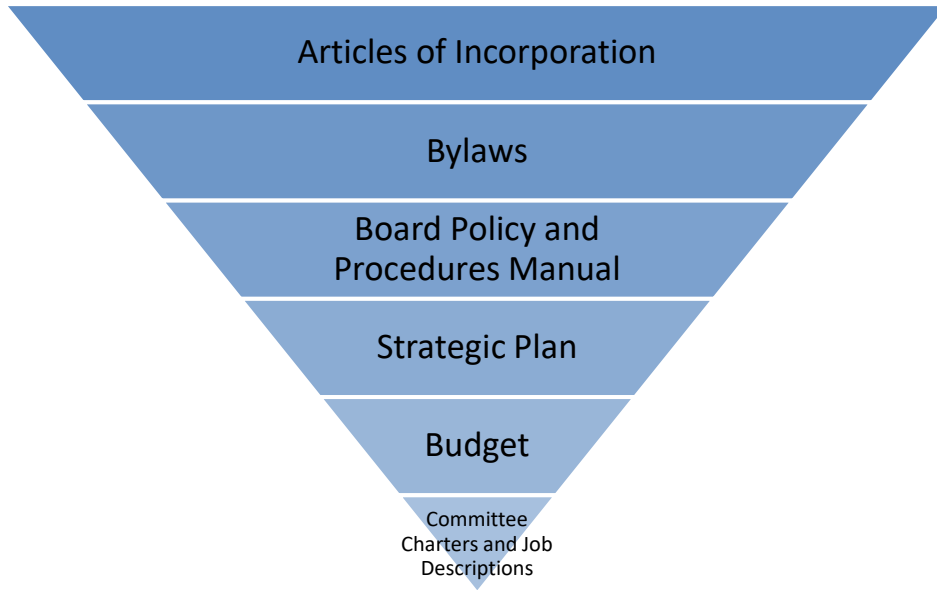 Articles of Incorporation
Bylaws
Board Policy and
Procedures Manual
Strategic Plan
Budget
Committee
Charters and Job
Descriptions